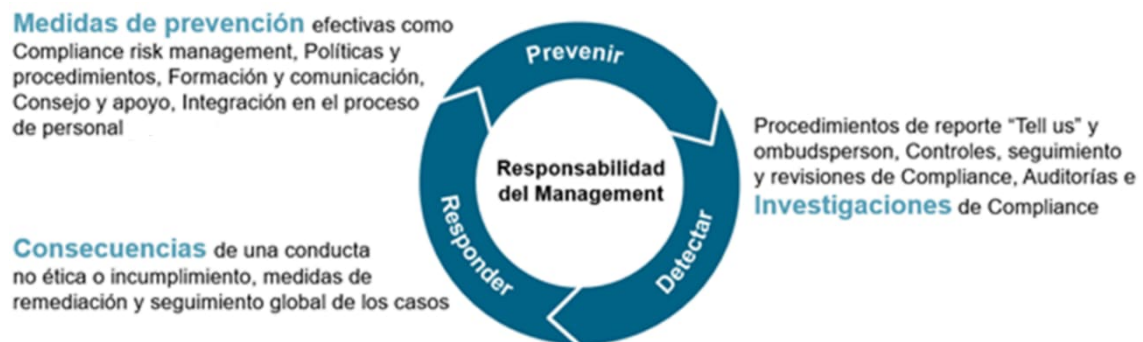 Medidas de prevención efectivas como
Compliance risk management, Políticas y
procedimientos, Formación y comunicación,
Consejo y apoyo, Integración en el proceso
de personal
Prevenir
Procedimientos de reporte “Tell us” y
ombudsperson, Controles, seguimiento
y revisiones de Compliance, Auditorías e
Investigaciones de Compliance
Responsabilidad
del Management
Detectar
Responder
Consecuencias de una conducta
no ética o incumplimiento, medidas de
remediación y seguimiento global de los casos